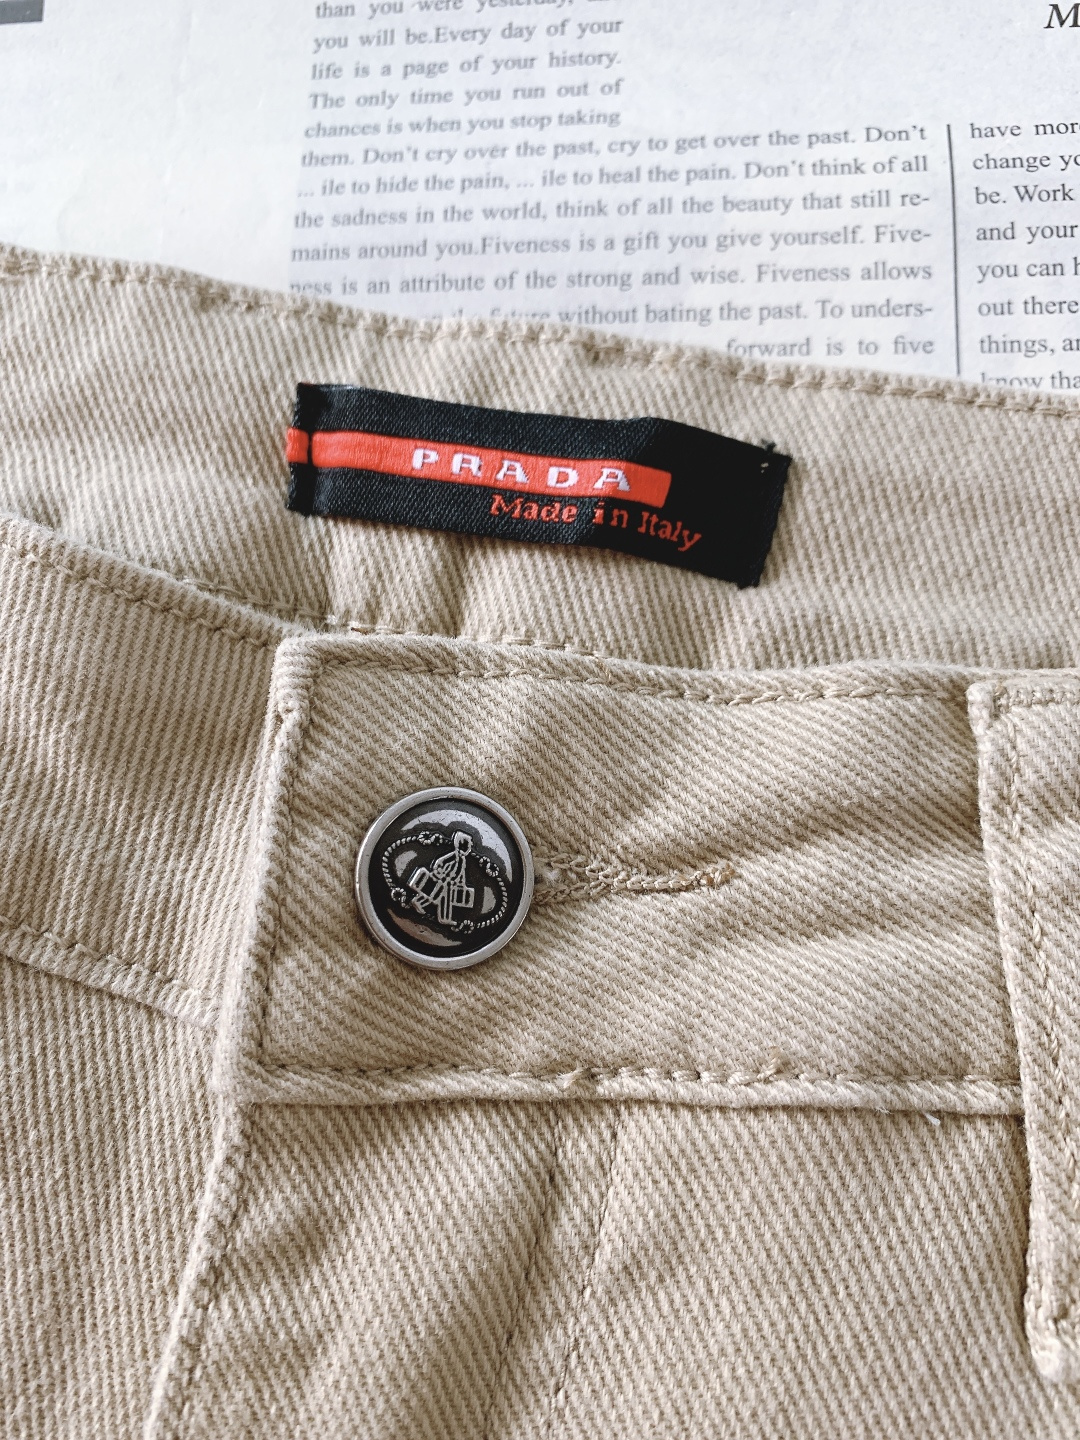 than you were yesterday,
you will be.Every day of your
life is a page of your history.
The only time you run out of
chances is when you stop taking
them. Don't cry over the past, cry to get over the past. Don't
... ile to hide the pain, ... ile to heal the pain. Don't think of all
the sadness in the world, think of all the beauty that still re-
mains around you.Fiveness is a gift you give yourself. Five-
ness is an attribute of the strong and wise. Fiveness allows
future without bating the past. To unders-
forward is to five
M
have more
change yo
be. Work
and your
you can h
out there
things, an
know tha
PRADA
Made in Italy